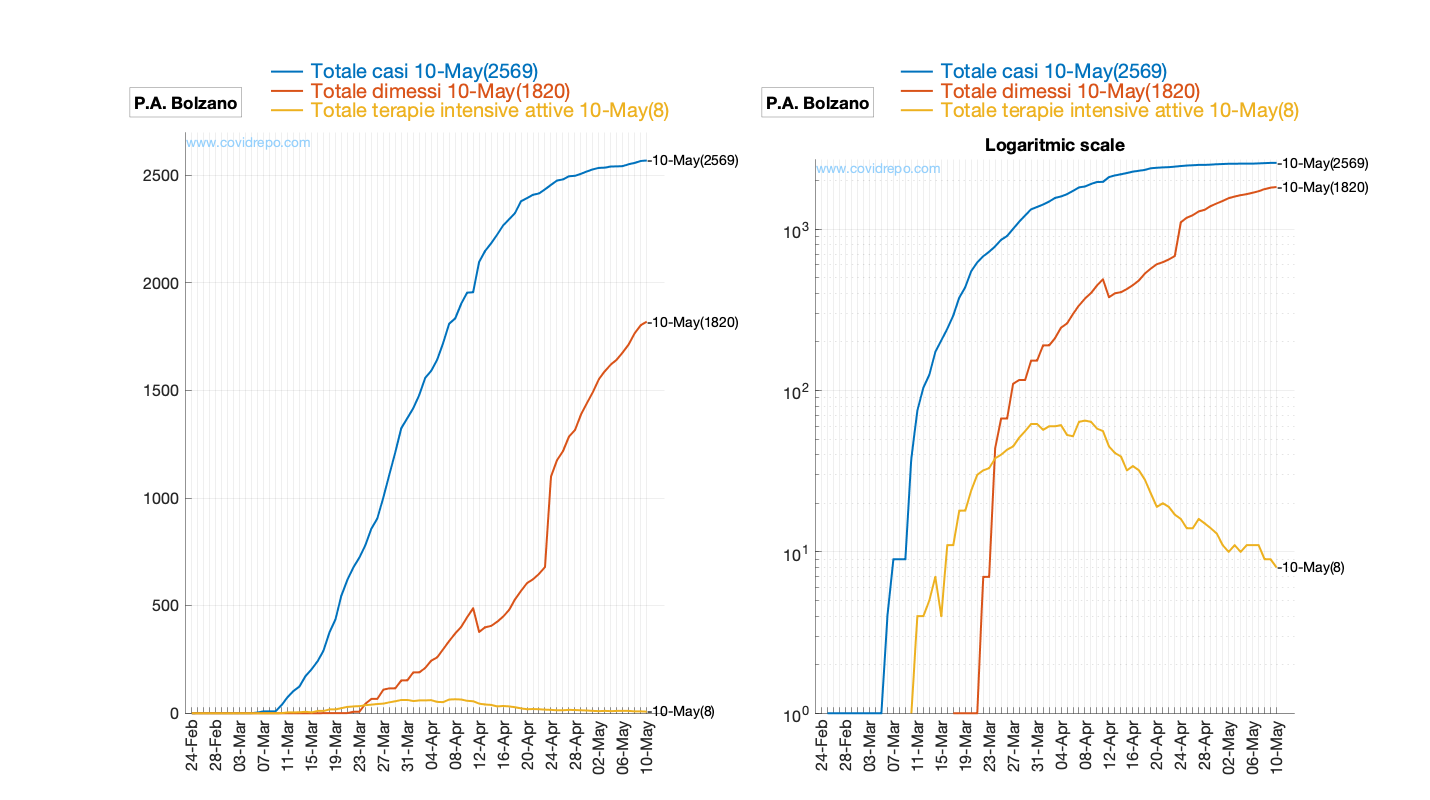 Totale casi 10-May(2569)
Totale dimessi 10-May(1820)
Totale terapie intensive attive 10-May(8)
P.A. Bolzano
www.covidrepo.com
-10-May(2569)
-10-May(1820)
-10-May(8)
2500
2000
1500
1000
500
0
24-Feb
28-Feb
03-Mar
07-Mar
11-Mar
15-Mar
19-Mar
23-Mar
27-Mar
31-Mar
04-Apr
08-Apr
12-Apr
16-Apr
20-Apr
24-Apr
28-Apr
02-May
06-May
10-May
Totale casi 10-May(2569)
Totale dimessi 10-May(1820)
Totale terapie intensive attive 10-May(8)
P.A. Bolzano
Logaritmic scale
www.covidrepo.com
-10-May(2569)
-10-May(1820)
-10-May(8)
10³
10²
10¹
10⁰
24-Feb
28-Feb
03-Mar
07-Mar
11-Mar
15-Mar
19-Mar
23-Mar
27-Mar
31-Mar
04-Apr
08-Apr
12-Apr
16-Apr
20-Apr
24-Apr
28-Apr
02-May
06-May
10-May